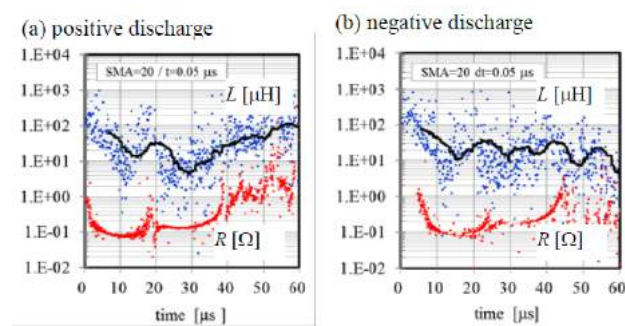 (a) positive discharge
1.E+04
1.E+03
1.E+02
1.E+01
1.E+00
1.E-01
1.E-02
SMA=20 / t=0.05 µs
L [µH]
R [Ω]
0 10 20 30 40 50 60
time [µs]
(b) negative discharge
1.E+04
1.E+03
1.E+02
1.E+01
1.E+00
1.E-01
1.E-02
SMA=20 dt=0.05 µs
L [µH]
R [Ω]
0 10 20 30 40 50 60
time [µs]